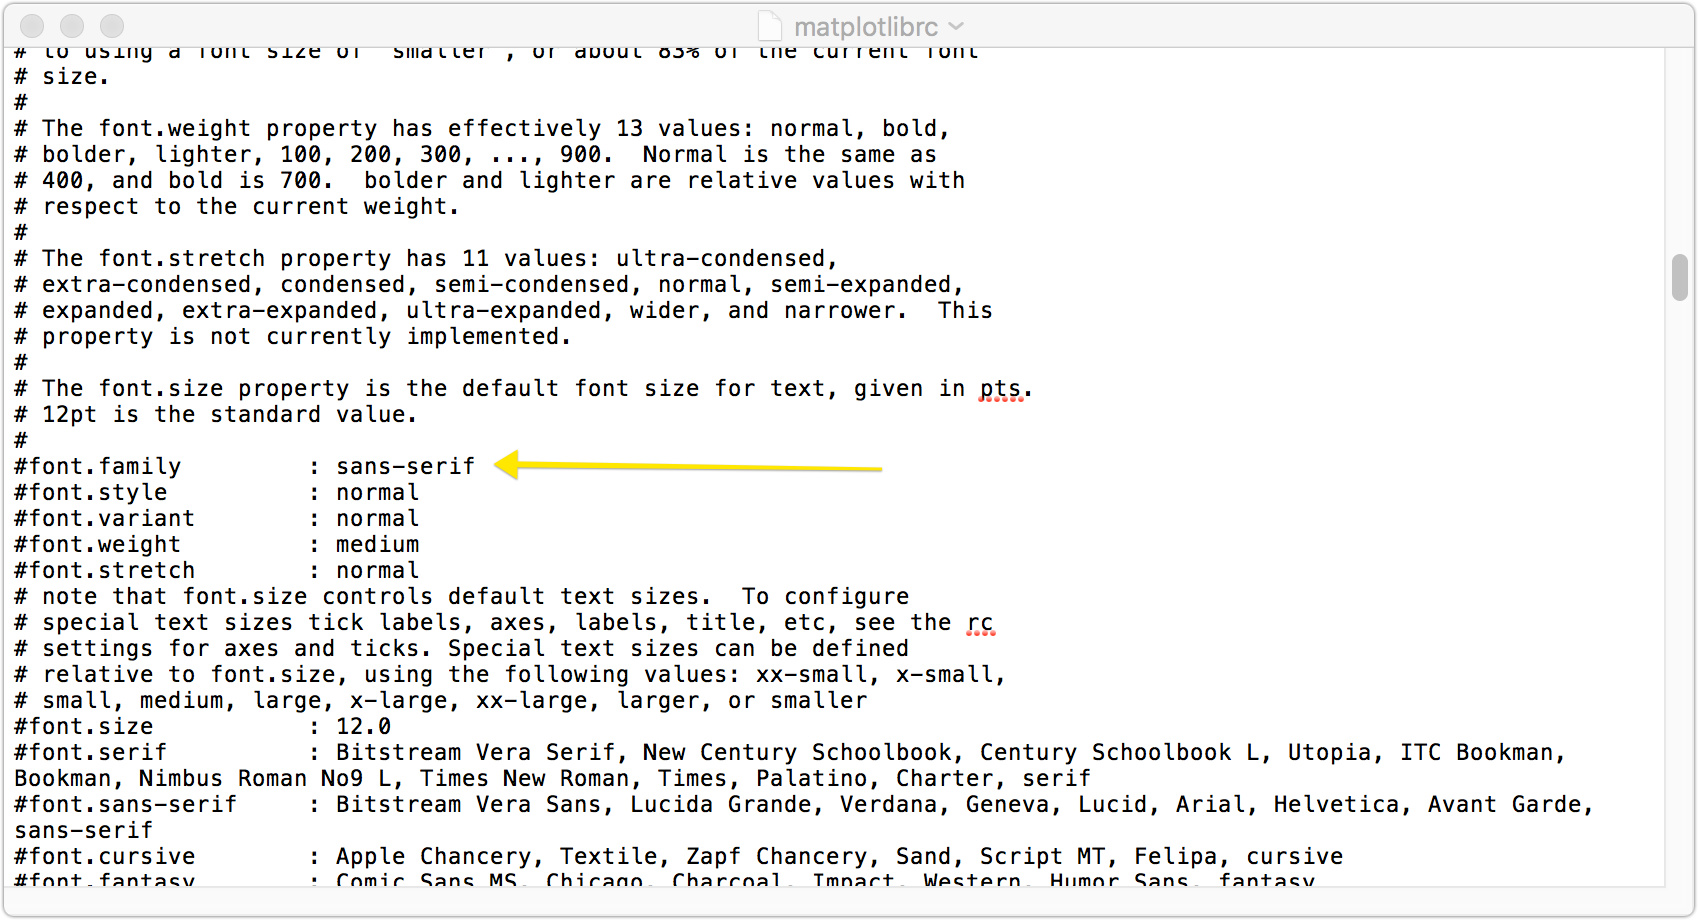 matplotlibrc
# to using a font size of "smaller", or about 83% of the current font
# size.
#
# The font.weight property has effectively 13 values: normal, bold,
# bolder, lighter, 100, 200, 300, ..., 900.  Normal is the same as
# 400, and bold is 700.  bolder and lighter are relative values with
# respect to the current weight.
#
# The font.stretch property has 11 values: ultra-condensed,
# extra-condensed, condensed, semi-condensed, normal, semi-expanded,
# expanded, extra-expanded, ultra-expanded, wider, and narrower.  This
# property is not currently implemented.
#
# The font.size property is the default font size for text, given in pts.
# 12pt is the standard value.
#
#font.family         : sans-serif
#font.style          : normal
#font.variant        : normal
#font.weight         : medium
#font.stretch        : normal
# note that font.size controls default text sizes.  To configure
# special text sizes tick labels, axes, labels, title, etc, see the rc
# settings for axes and ticks. Special text sizes can be defined
# relative to font.size, using the following values: xx-small, x-small,
# small, medium, large, x-large, xx-large, larger, or smaller
#font.size           : 12.0
#font.serif          : Bitstream Vera Serif, New Century Schoolbook, Century Schoolbook L, Utopia, ITC Bookman,
Bookman, Nimbus Roman No9 L, Times New Roman, Times, Palatino, Charter, serif
#font.sans-serif     : Bitstream Vera Sans, Lucida Grande, Verdana, Geneva, Lucid, Arial, Helvetica, Avant Garde,
sans-serif
#font.cursive        : Apple Chancery, Textile, Zapf Chancery, Sand, Script MT, Felipa, cursive
#font.fantasy        : Comic Sans MS, Chicago, Charcoal, Impact, Western, Humor Sans, fantasy